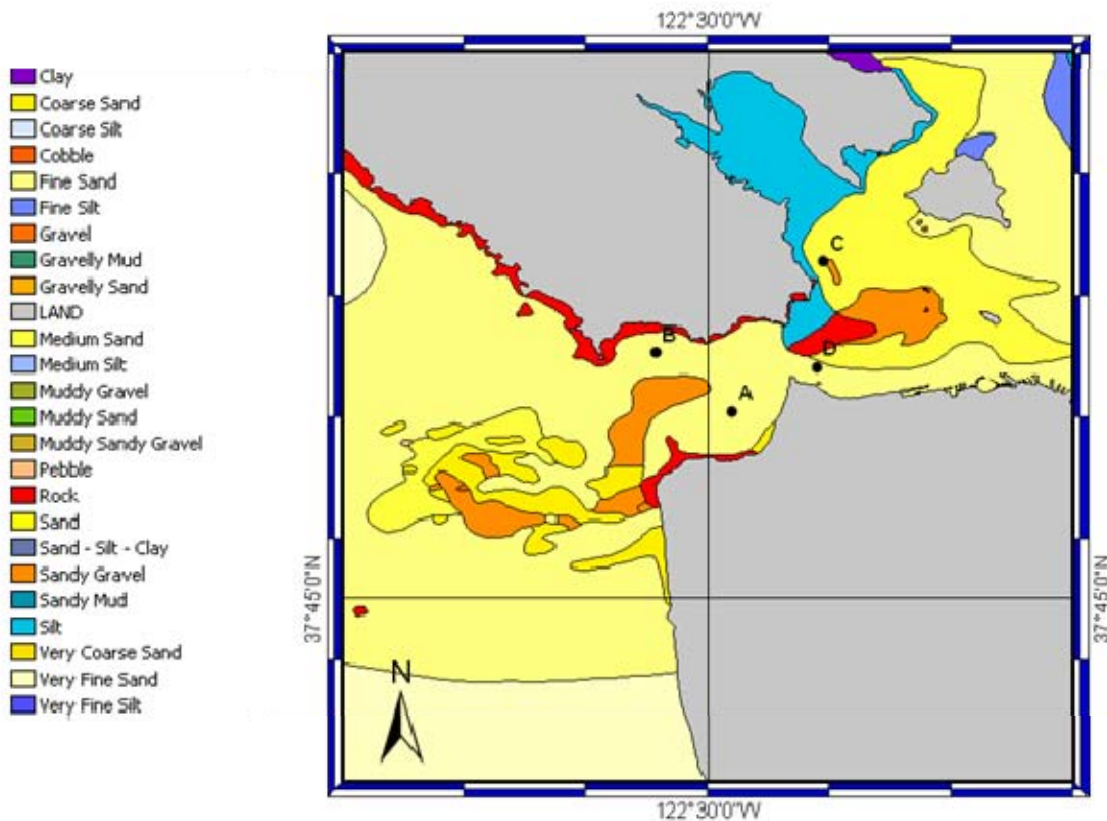 122°30'0"W
Clay
Coarse Sand
Coarse Silt
Cobble
Fine Sand
Fine Silt
Gravel
Gravelly Mud
Gravelly Sand
LAND
Medium Sand
Medium Silt
Muddy Gravel
Muddy Sand
Muddy Sandy Gravel
Pebble
Rock
Sand
Sand - Silt - Clay
Sandy Gravel
Sandy Mud
Silt
Very Coarse Sand
Very Fine Sand
Very Fine Silt
C
B
D
A
37°45'0"N
37°45'0"N
N
122°30'0"W